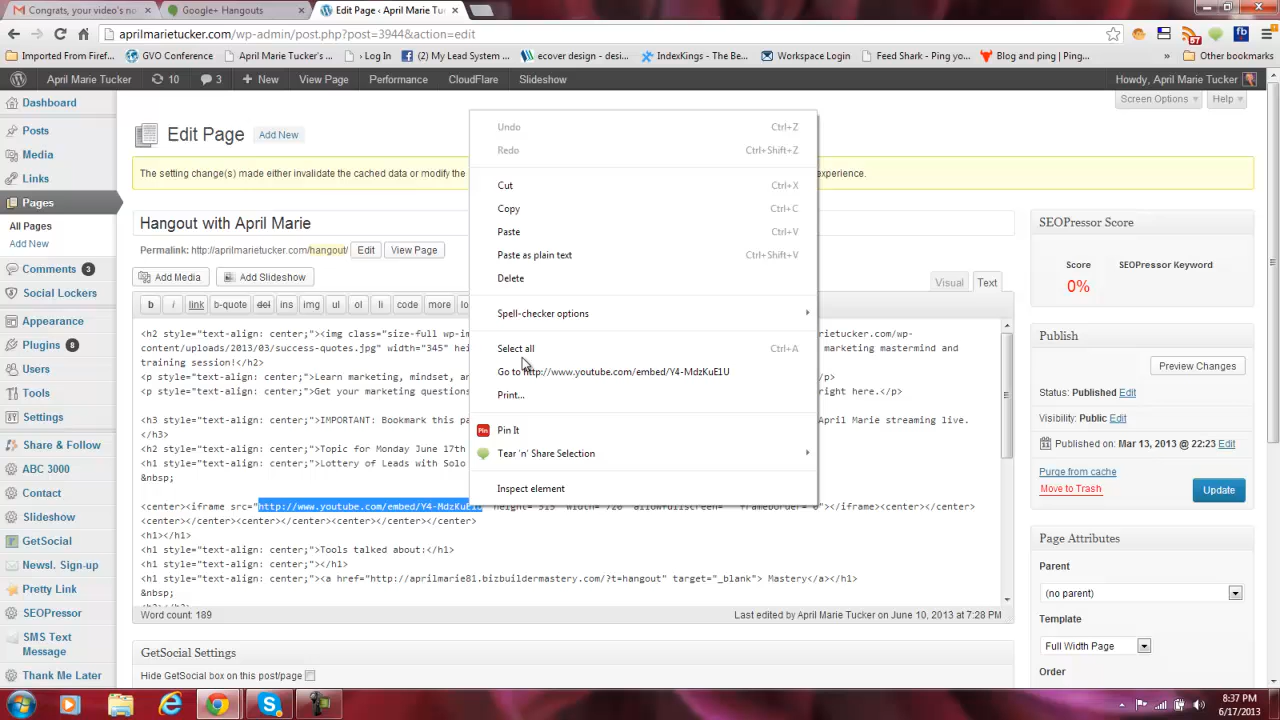 Congrats, your video's no ×
Google+ Hangouts ×
Edit Page ‹ April Marie Tu ×
aprilmarietucker.com/wp-admin/post.php?post=3944&action=edit
Imported From Firef...
GVO Conference
April Marie Tucker's ...
› Log In
(2) My Lead System ...
ecover design - desi...
IndexKings - The Be...
Workspace Login
Feed Shark - Ping yo...
Blog and ping | Ping...
»
Other bookmarks
57
fb
April Marie Tucker
10
3
+ New
View Page
Performance
CloudFlare
Slideshow
Howdy, April Marie Tucker
Dashboard
Posts
Media
Links
Pages
All Pages
Add New
Comments 3
Social Lockers
Appearance
Plugins 8
Users
Tools
Settings
Share & Follow
ABC 3000
Contact
Slideshow
GetSocial
Newsl. Sign-up
Pretty Link
SEOPressor
SMS Text
Message
Thank Me Later
Screen Options
Help
Edit Page
Add New
The setting change(s) made either invalidate the cached data or modify the
experience.
Hangout with April Marie
Permalink: http://aprilmarietucker.com/hangout/
Edit
View Page
Add Media
Add Slideshow
Visual
Text
b
i
link
b-quote
del
ins
img
ul
ol
li
code
more
lo
<h2 style="text-align: center;"><img class="size-full wp-im
rilmarietucker.com/wp-
content/uploads/2013/03/success-quotes.jpg" width="345" hei
marketing mastermind and
training session!</h2>
<p style="text-align: center;">Learn marketing, mindset, an
</p>
<p style="text-align: center;">
right here.</p>
<h3 style="text-align: center;">IMPORTANT: Bookmark this pa
April Marie streaming live.
</h3>
<h1 style="text-align: center;">Topic for Monday June 17th
</h1>
<h1 style="text-align: center;">Lottery of Leads with Solo
&nbsp;
<center><iframe src="http://www.youtube.com/embed/Y4-MdzKuE1U" height="315" width="720" allowfullscreen="" frameborder="0"></iframe><center></center>
<center></center><center></center><center></center>
<h1></h1>
<h1 style="text-align: center;">Tools talked about:</h1>
<h1 style="text-align: center;"><a href="http://aprilmarie81.bizbuildermastery.com/?t=hangout" target="_blank"> Mastery</a></h1>
&nbsp;
Word count: 189
Last edited by April Marie Tucker on June 10, 2013 at 7:28 PM
GetSocial Settings
Hide GetSocial box on this post/page
Undo Ctrl+Z
Redo Ctrl+Shift+Z
Cut Ctrl+X
Copy Ctrl+C
Paste Ctrl+V
Paste as plain text Ctrl+Shift+V
Delete
Spell-checker options
Select all Ctrl+A
Go to http://www.youtube.com/embed/Y4-MdzKuE1U
Print...
Pin It
Tear 'n' Share Selection
Inspect element
SEOPressor Score
Score SEOPressor Keyword
0%
Publish
Preview Changes
Status: Published Edit
Visibility: Public Edit
Published on: Mar 13, 2013 @ 22:23 Edit
Purge from cache
Move to Trash
Update
Page Attributes
Parent
(no parent)
Template
Full Width Page
Order
8:37 PM
6/17/2013